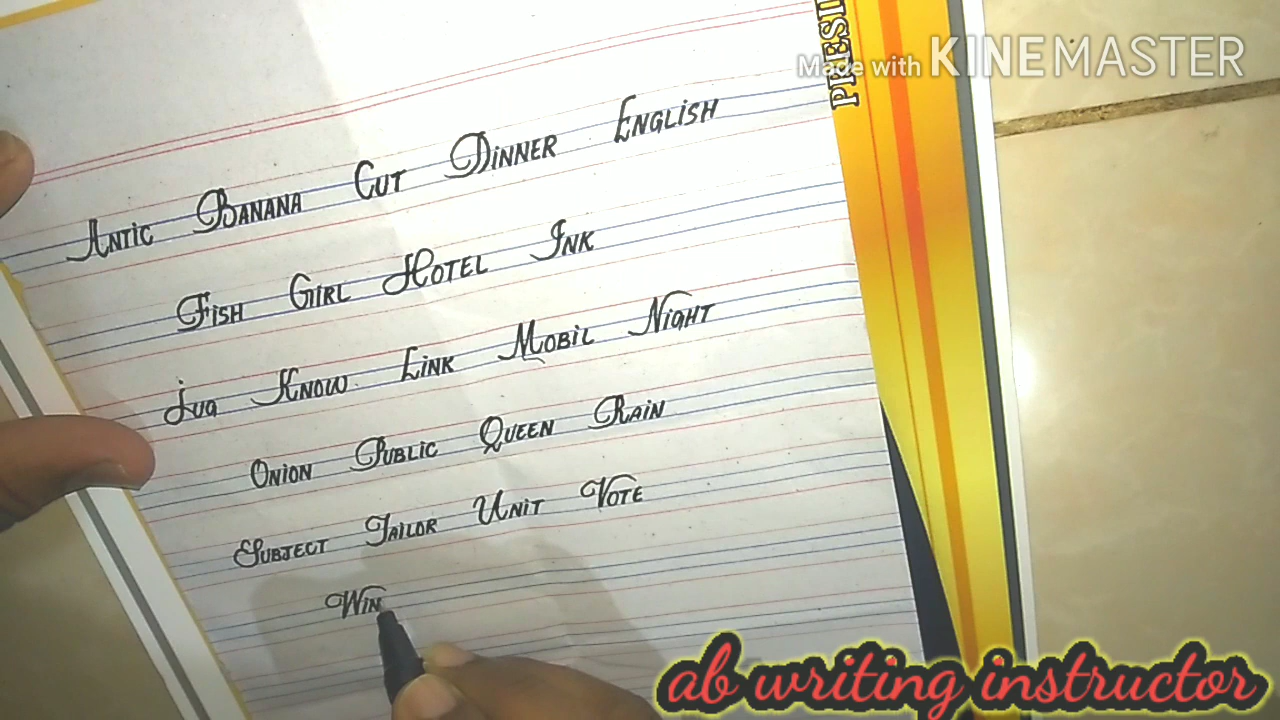 Made with KINEMASTER
PRESI
ANTIC BANANA CUT DINNER ENGLISH
FISH GIRL HOTEL INK
JUG KNOW LINK MOBIL NIGHT
ONION PUBLIC QUEEN RAIN
SUBJECT TAILOR UNIT VOTE
WIN
ab writing instructor